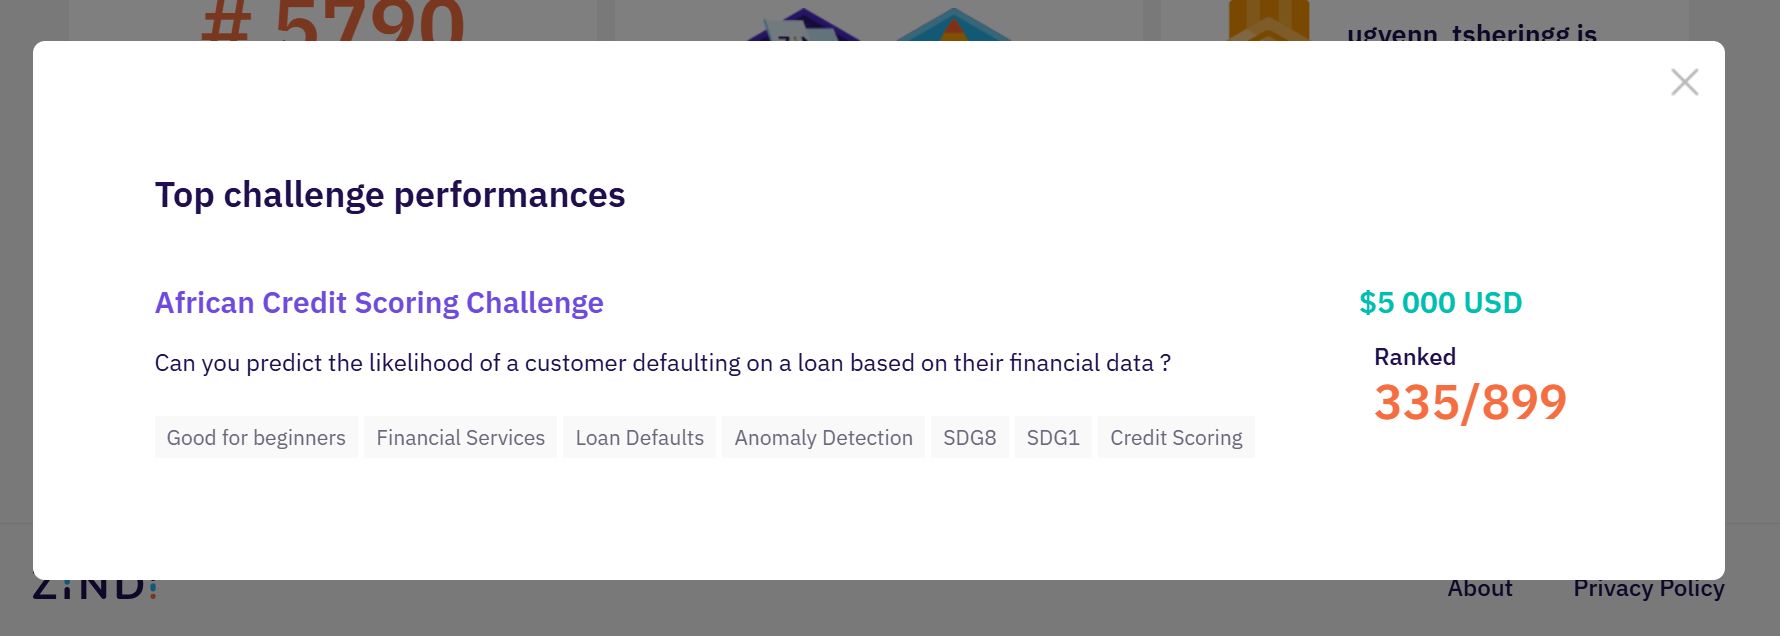 # 5790
ugvenn_tsheringg is
Top challenge performances
African Credit Scoring Challenge
$5 000 USD
Can you predict the likelihood of a customer defaulting on a loan based on their financial data ?
Ranked
335/899
Good for beginners Financial Services Loan Defaults Anomaly Detection SDG8 SDG1 Credit Scoring
ZINDI
About Privacy Policy